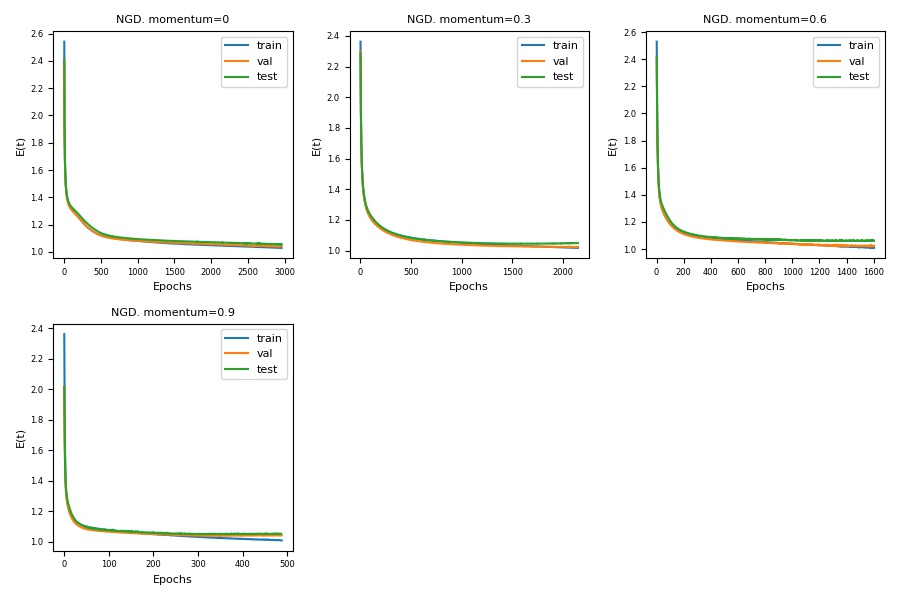 NGD. momentum=0
E(t)
2.6
2.4
2.2
2.0
1.8
1.6
1.4
1.2
1.0
train
val
test
0 500 1000 1500 2000 2500 3000
Epochs
NGD. momentum=0.3
E(t)
2.4
2.2
2.0
1.8
1.6
1.4
1.2
1.0
train
val
test
0 500 1000 1500 2000
Epochs
NGD. momentum=0.6
E(t)
2.6
2.4
2.2
2.0
1.8
1.6
1.4
1.2
1.0
train
val
test
0 200 400 600 800 1000 1200 1400 1600
Epochs
NGD. momentum=0.9
E(t)
2.4
2.2
2.0
1.8
1.6
1.4
1.2
1.0
train
val
test
0 100 200 300 400 500
Epochs